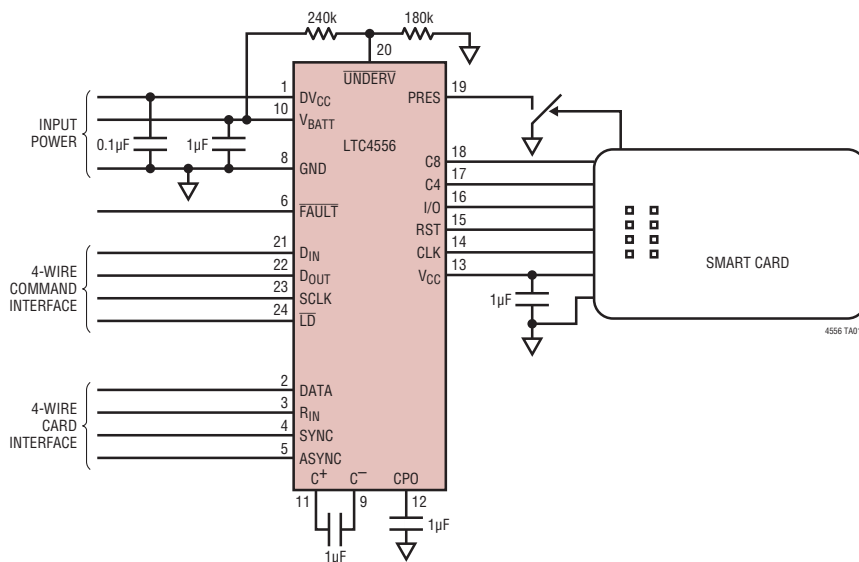 240k
180k
20
UNDERV
1
DVCC
PRES
19
10
VBATT
INPUT
POWER
0.1µF
1µF
LTC4556
8
GND
C8
18
C4
17
6
FAULT
I/O
16
RST
15
21
DIN
CLK
14
22
DOUT
VCC
13
4-WIRE
COMMAND
INTERFACE
23
SCLK
24
LD
1µF
SMART CARD
4556 TA01
2
DATA
3
RIN
4-WIRE
CARD
INTERFACE
4
SYNC
5
ASYNC
C+
C–
CPO
11
9
12
1µF
1µF